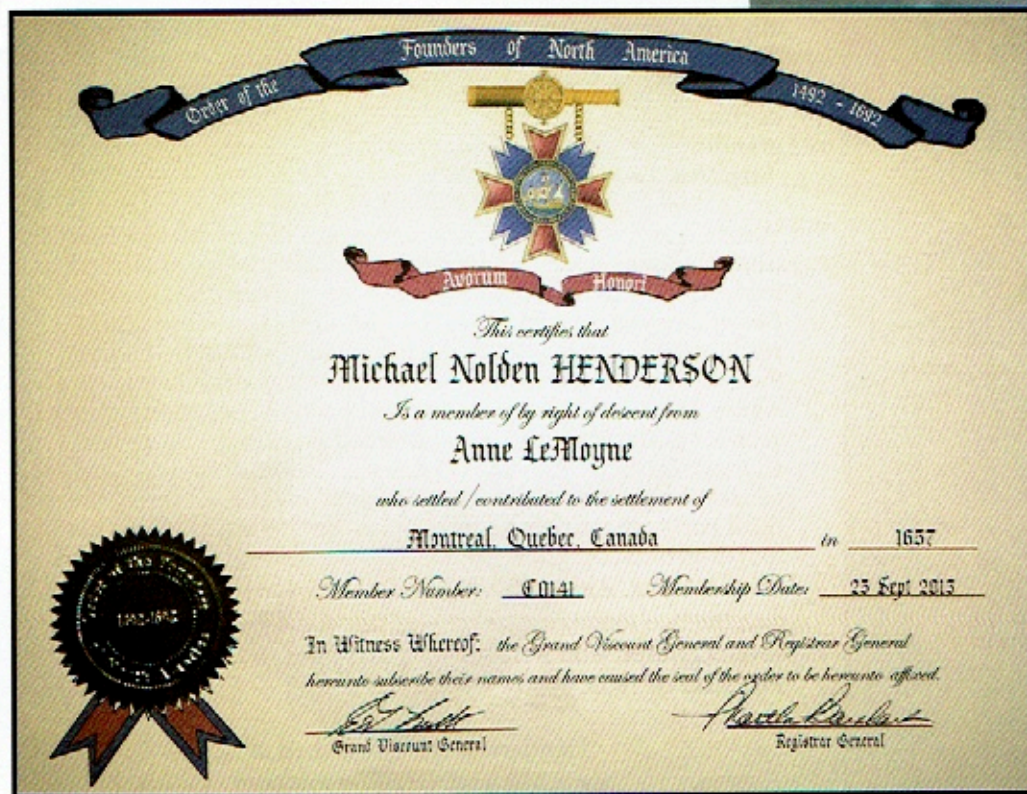 Order of the Founders of North America 1492 - 1692
Avorum Honori
This certifies that
Michael Nolden HENDERSON
Is a member of by right of descent from
Anne LeMoyne
who settled / contributed to the settlement of
Montreal, Quebec, Canada in 1657
Member Number: C0141 Membership Date: 23 Sept 2013
In Witness Whereof: the Grand Viscount General and Registrar General
hereunto subscribe their names and have caused the seal of the order to be hereunto affixed.
Grand Viscount General Registrar General
1492-1692